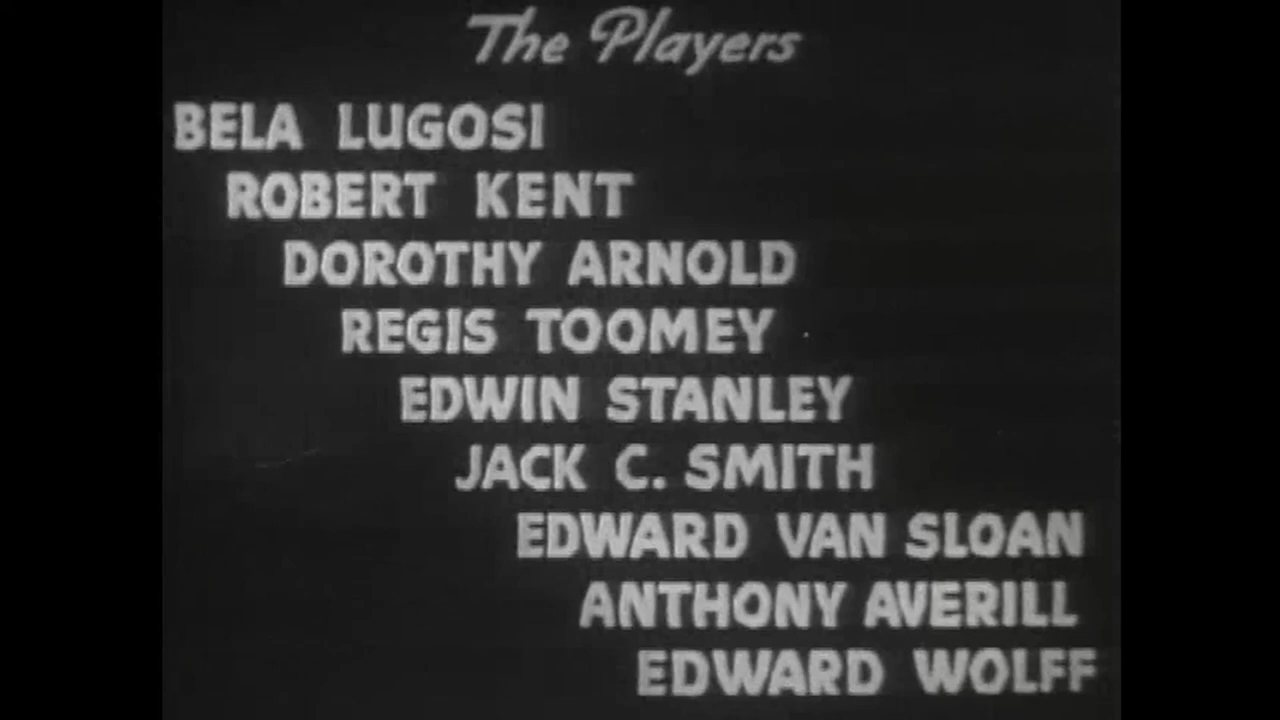 The Players
BELA LUGOSI
ROBERT KENT
DOROTHY ARNOLD
REGIS TOOMEY
EDWIN STANLEY
JACK C. SMITH
EDWARD VAN SLOAN
ANTHONY AVERILL
EDWARD WOLFF